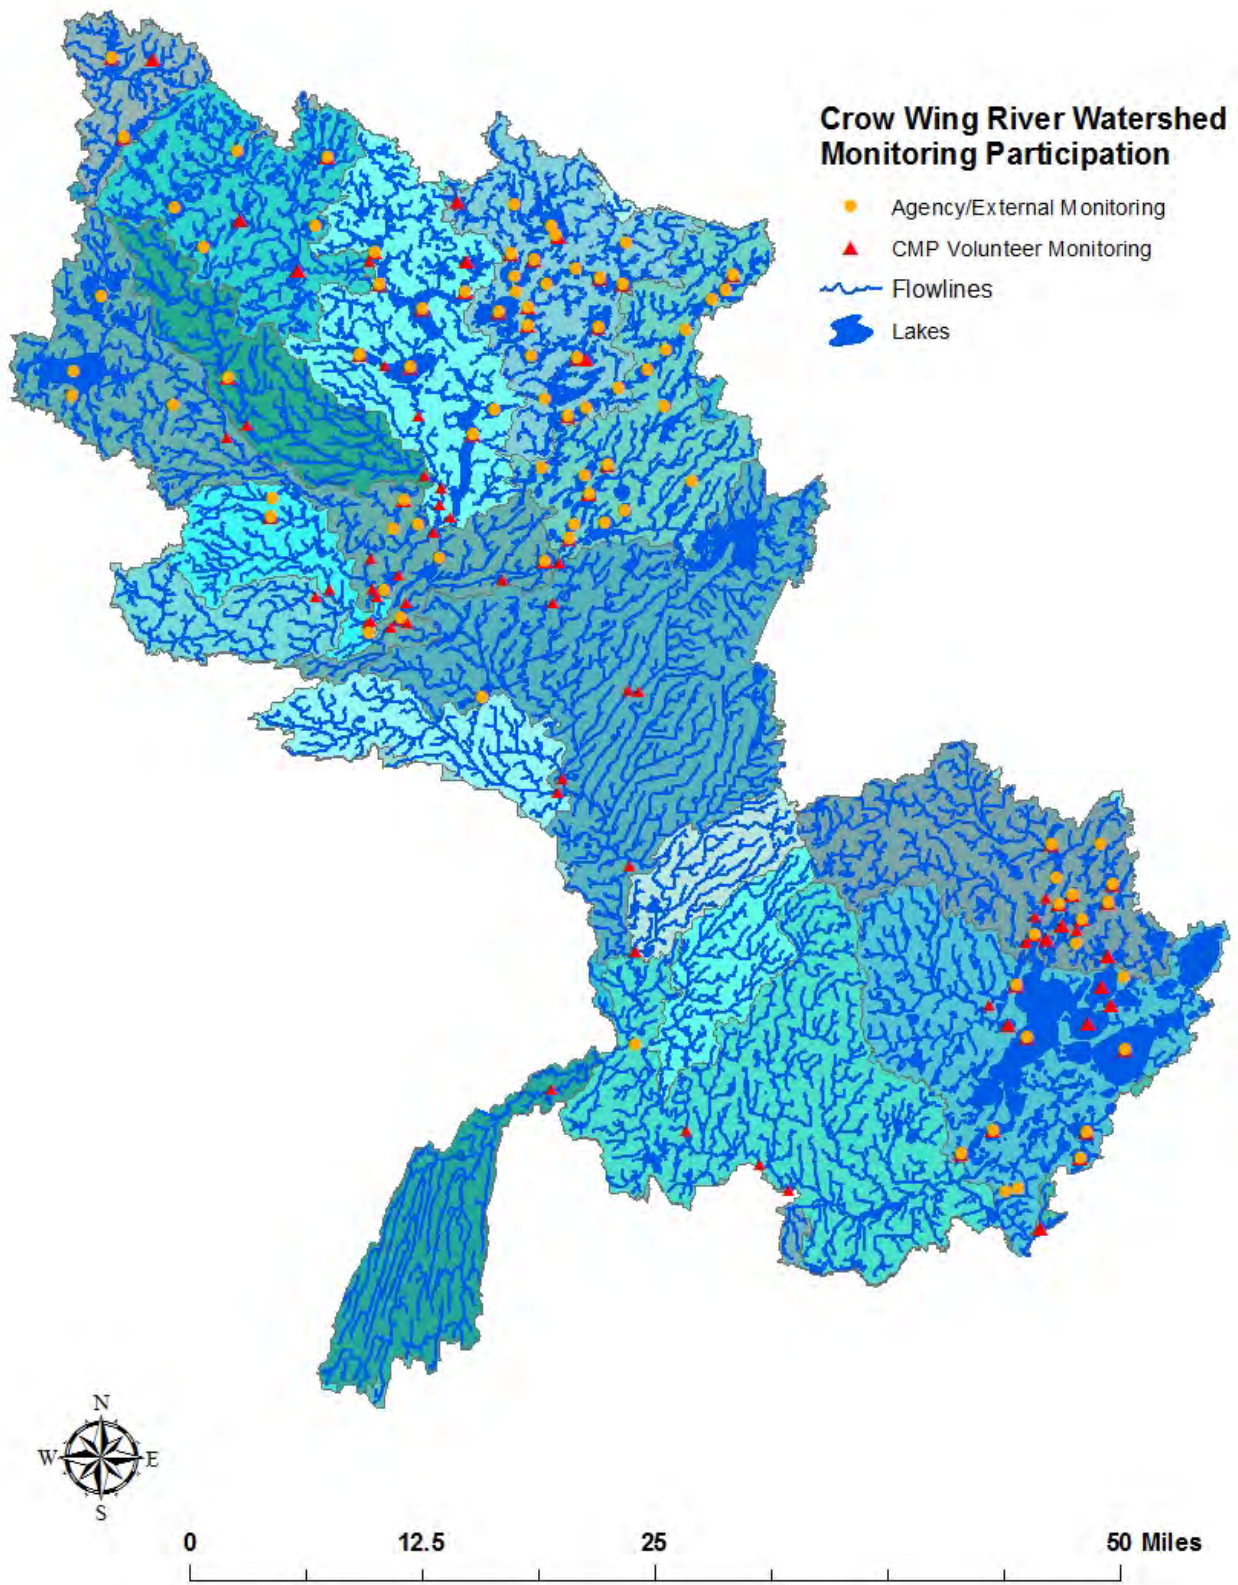 Crow Wing River Watershed
Monitoring Participation
Agency/External Monitoring
CMP Volunteer Monitoring
Flowlines
Lakes
N
W E
S
0 12.5 25 50 Miles